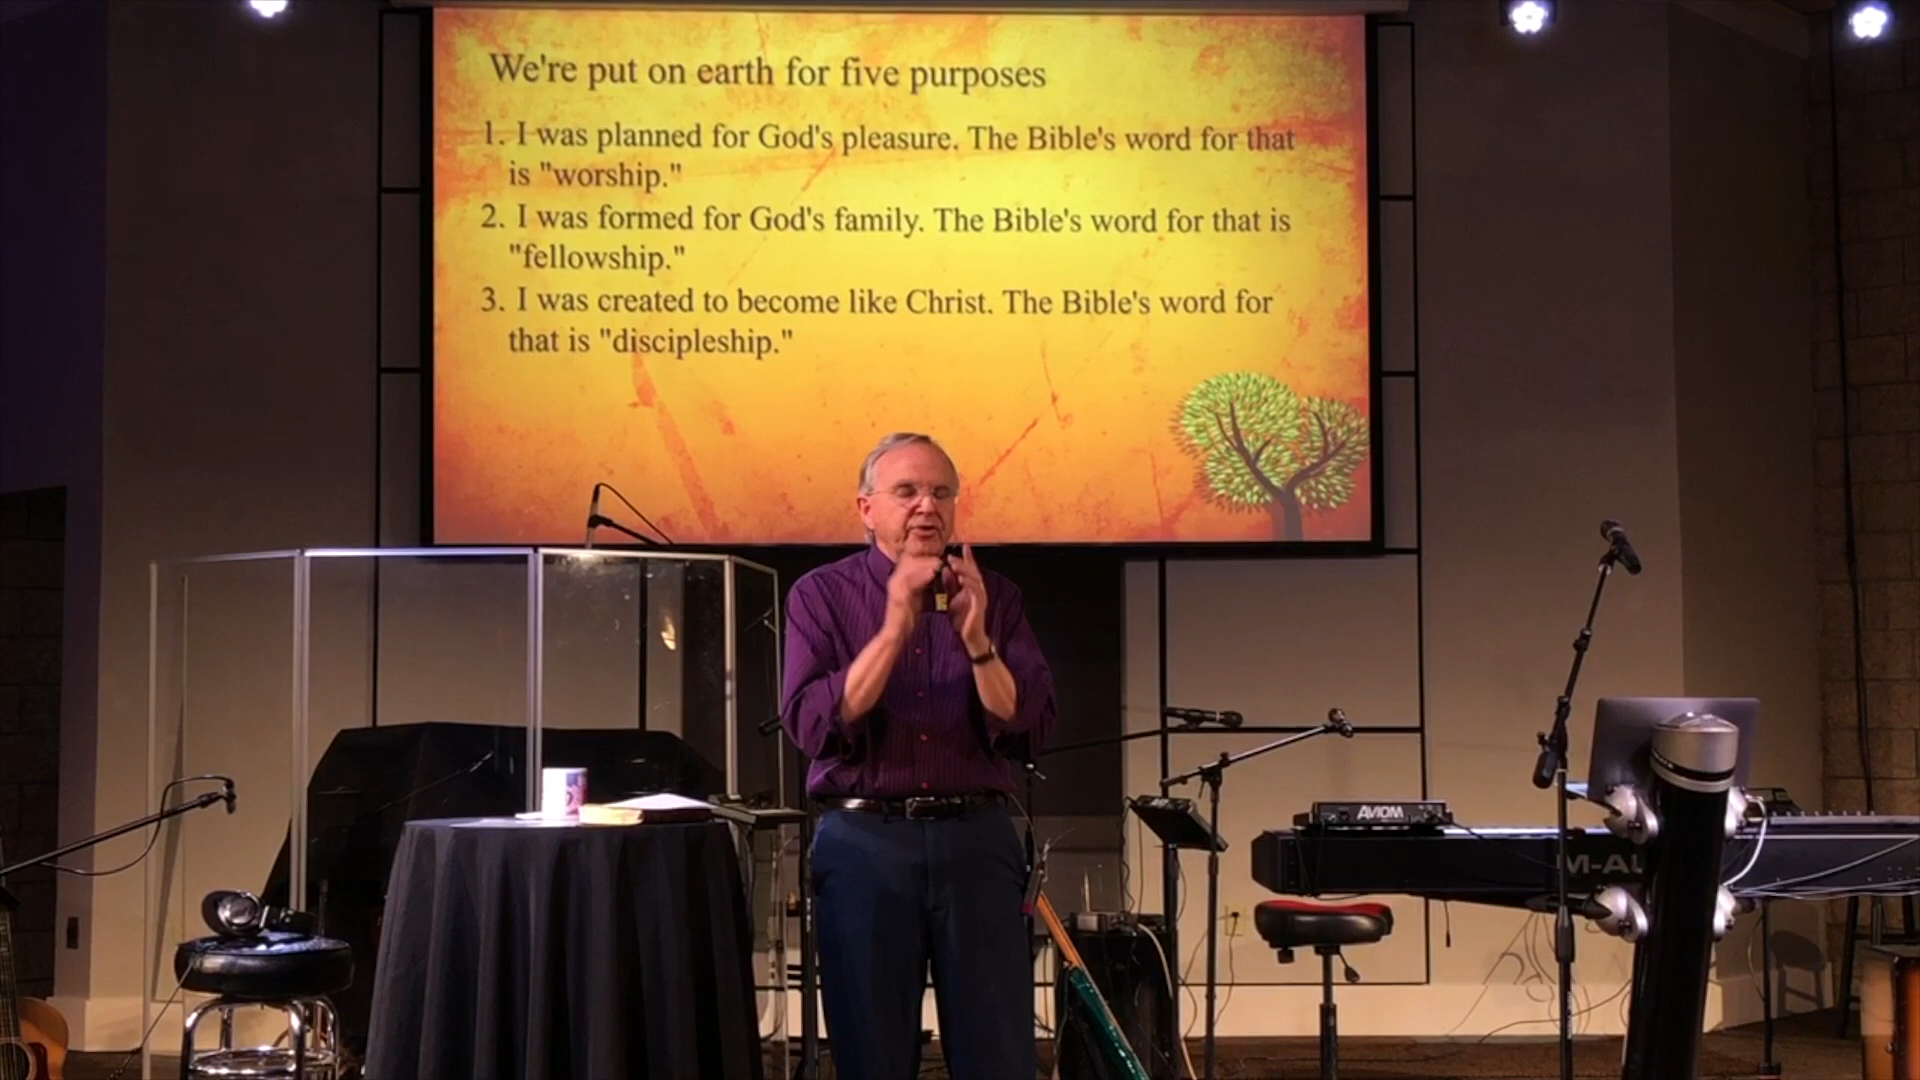 We're put on earth for five purposes
1. I was planned for God's pleasure. The Bible's word for that
is "worship."
2. I was formed for God's family. The Bible's word for that is
"fellowship."
3. I was created to become like Christ. The Bible's word for
that is "discipleship."
AVIOM
M-AU